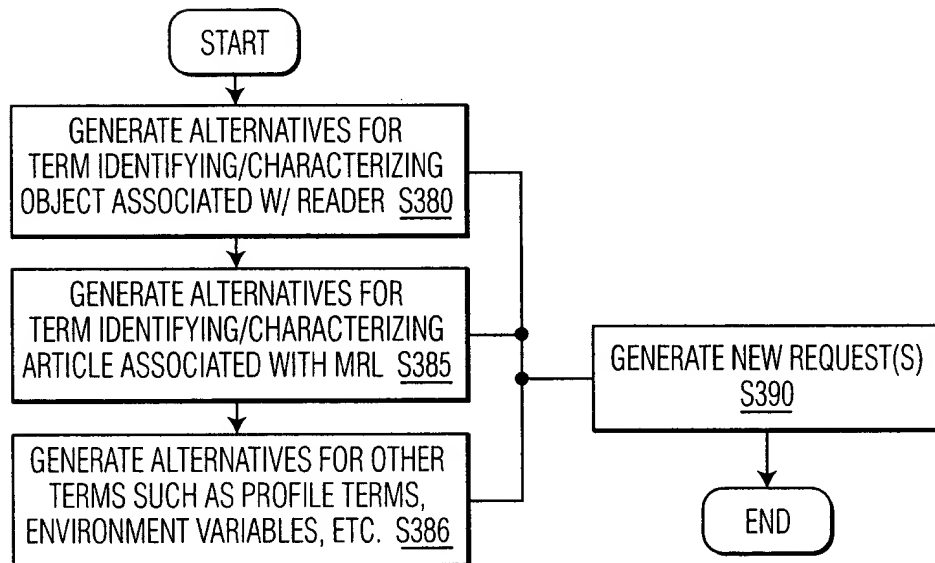 START
GENERATE ALTERNATIVES FOR
TERM IDENTIFYING/CHARACTERIZING
OBJECT ASSOCIATED W/ READER S380
GENERATE ALTERNATIVES FOR
TERM IDENTIFYING/CHARACTERIZING
ARTICLE ASSOCIATED WITH MRL S385
GENERATE ALTERNATIVES FOR OTHER
TERMS SUCH AS PROFILE TERMS,
ENVIRONMENT VARIABLES, ETC. S386
GENERATE NEW REQUEST(S)
S390
END